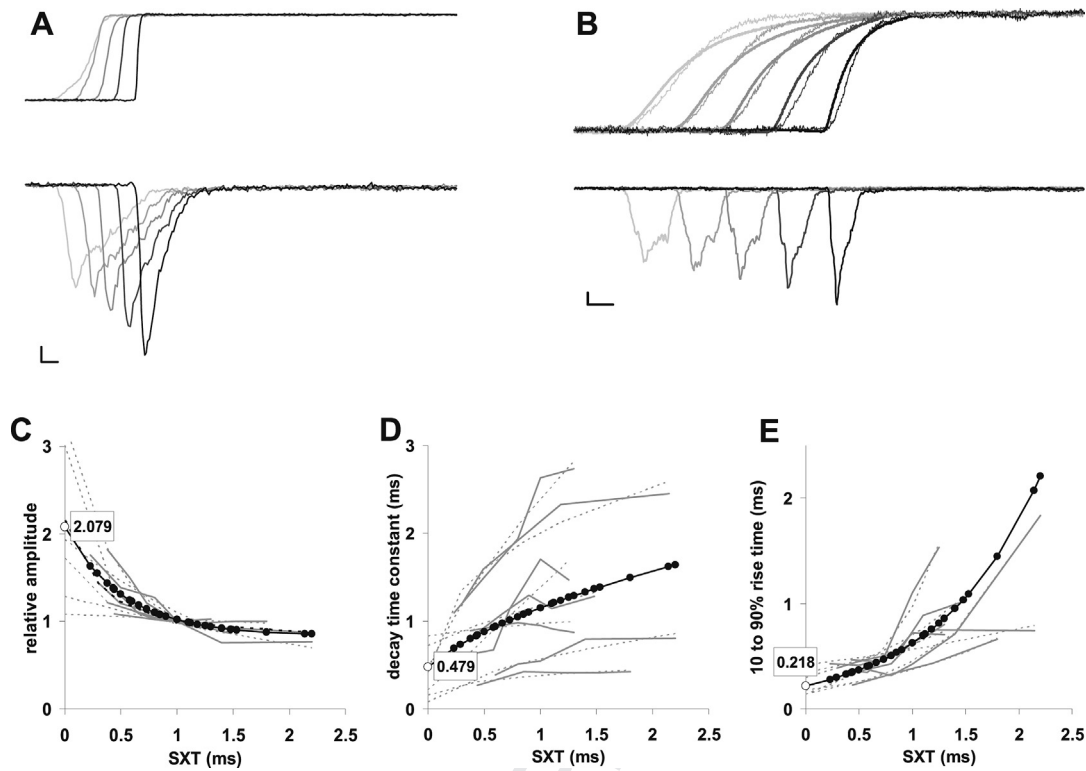 A
B
C
D
E
relative amplitude
3
2
1
0
2.079
0 0.5 1 1.5 2 2.5
SXT (ms)
decay time constant (ms)
3
2
1
0
0.479
0 0.5 1 1.5 2 2.5
SXT (ms)
10 to 90% rise time (ms)
2
1
0
0.218
0 0.5 1 1.5 2 2.5
SXT (ms)